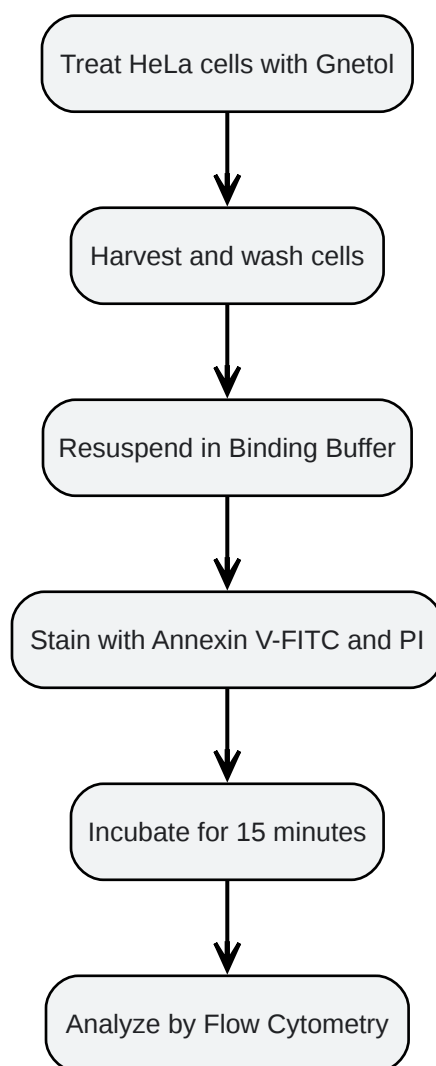 Treat HeLa cells with Gnetol
Harvest and wash cells
Resuspend in Binding Buffer
Stain with Annexin V-FITC and PI
Incubate for 15 minutes
Analyze by Flow Cytometry